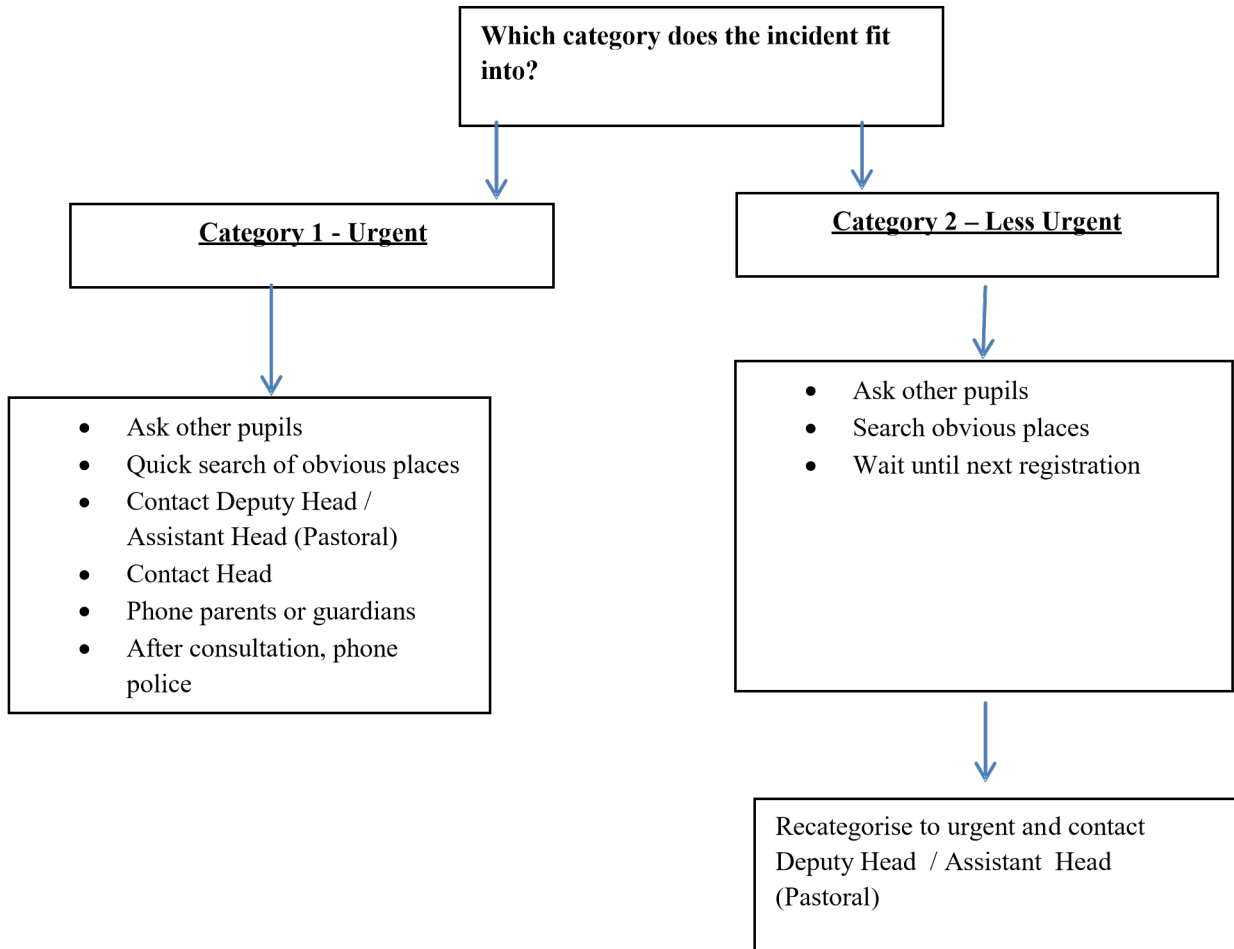 Which category does the incident fit
into?
Category 1 - Urgent
Category 2 – Less Urgent
• Ask other pupils
• Quick search of obvious places
• Contact Deputy Head /
Assistant Head (Pastoral)
• Contact Head
• Phone parents or guardians
• After consultation, phone
police
• Ask other pupils
• Search obvious places
• Wait until next registration
Recategorise to urgent and contact
Deputy Head / Assistant Head
(Pastoral)